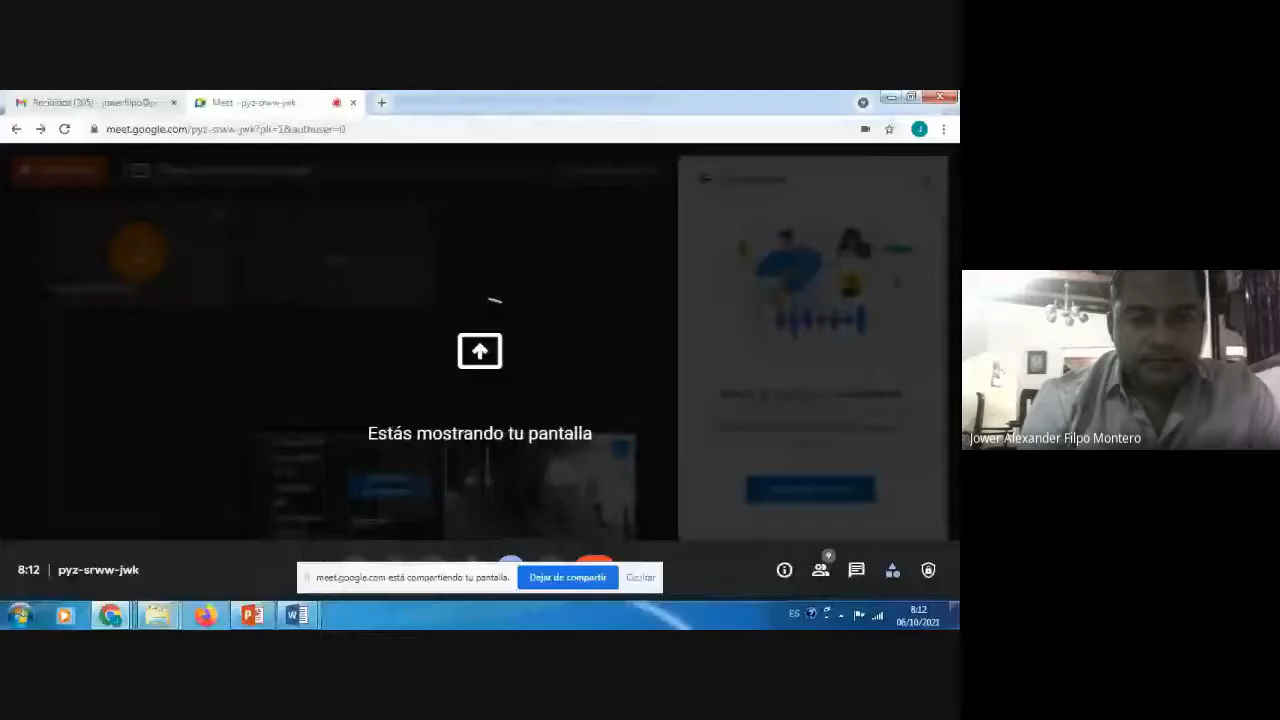 Recibidos (205) - jowerfilpo@
Meet - pyz-srww-jwk
meet.google.com/pyz-srww-jwk?pli=1&authuser=0
Estás mostrando tu pantalla
Jower Alexander Filpo Montero
9
8:12 | pyz-srww-jwk
meet.google.com está compartiendo tu pantalla.
Dejar de compartir
Ocultar
ES
8:12
06/10/2021